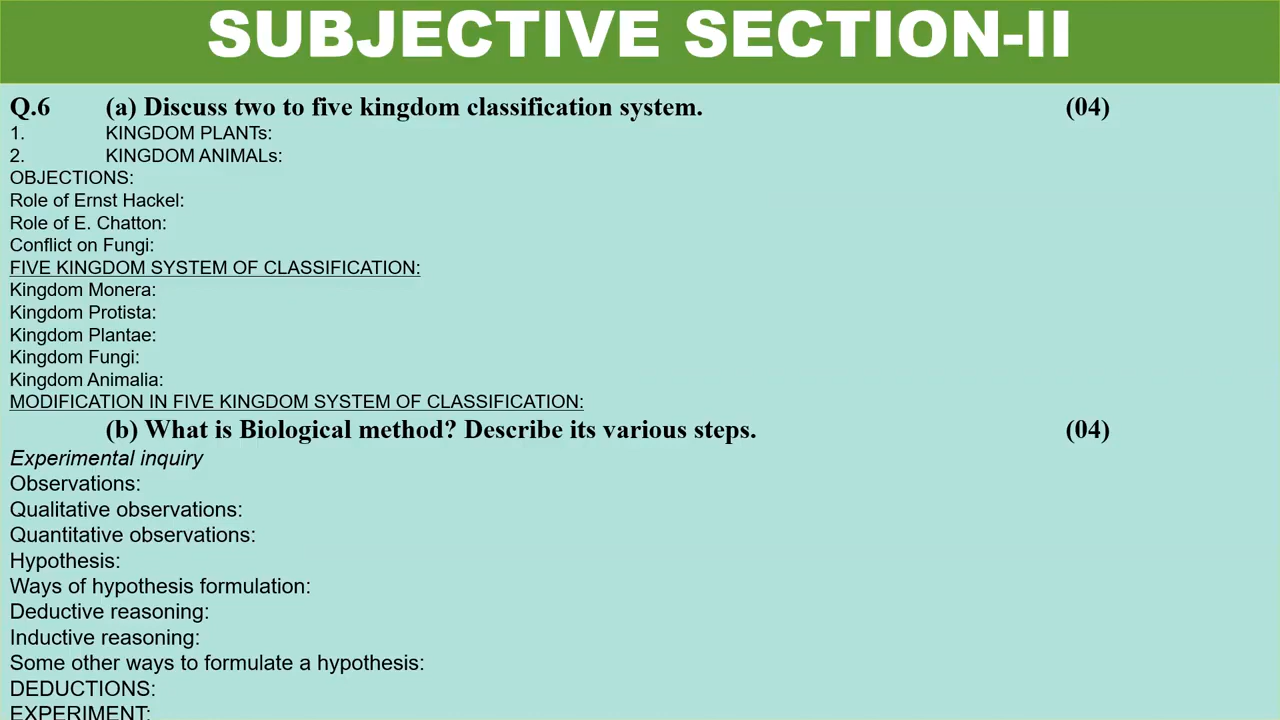 SUBJECTIVE SECTION-II
Q.6 (a) Discuss two to five kingdom classification system. (04)
1. KINGDOM PLANTs:
2. KINGDOM ANIMALs:
OBJECTIONS:
Role of Ernst Hackel:
Role of E. Chatton:
Conflict on Fungi:
FIVE KINGDOM SYSTEM OF CLASSIFICATION:
Kingdom Monera:
Kingdom Protista:
Kingdom Plantae:
Kingdom Fungi:
Kingdom Animalia:
MODIFICATION IN FIVE KINGDOM SYSTEM OF CLASSIFICATION:
(b) What is Biological method? Describe its various steps. (04)
Experimental inquiry
Observations:
Qualitative observations:
Quantitative observations:
Hypothesis:
Ways of hypothesis formulation:
Deductive reasoning:
Inductive reasoning:
Some other ways to formulate a hypothesis:
DEDUCTIONS:
EXPERIMENT: